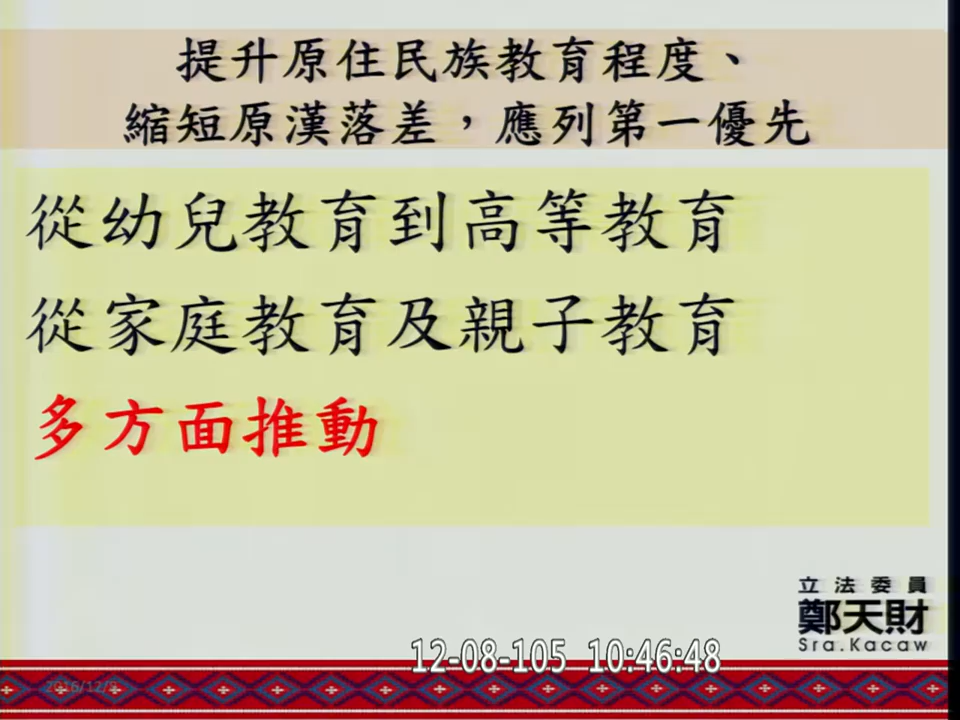 提升原住民族教育程度、
縮短原漢落差，應列第一優先
從幼兒教育到高等教育
從家庭教育及親子教育
多方面推動
立法委員
鄭天財
Sra.Kacaw
12-08-105 10:46:48